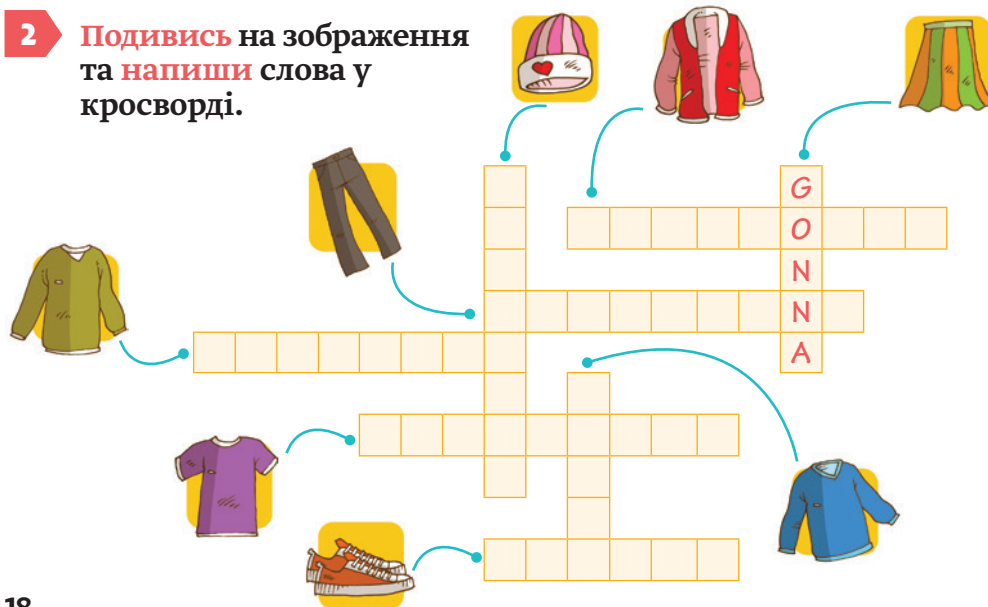 2 Подивись на зображення
та напиши слова у
кросворді.
G
O
N
N
A
18